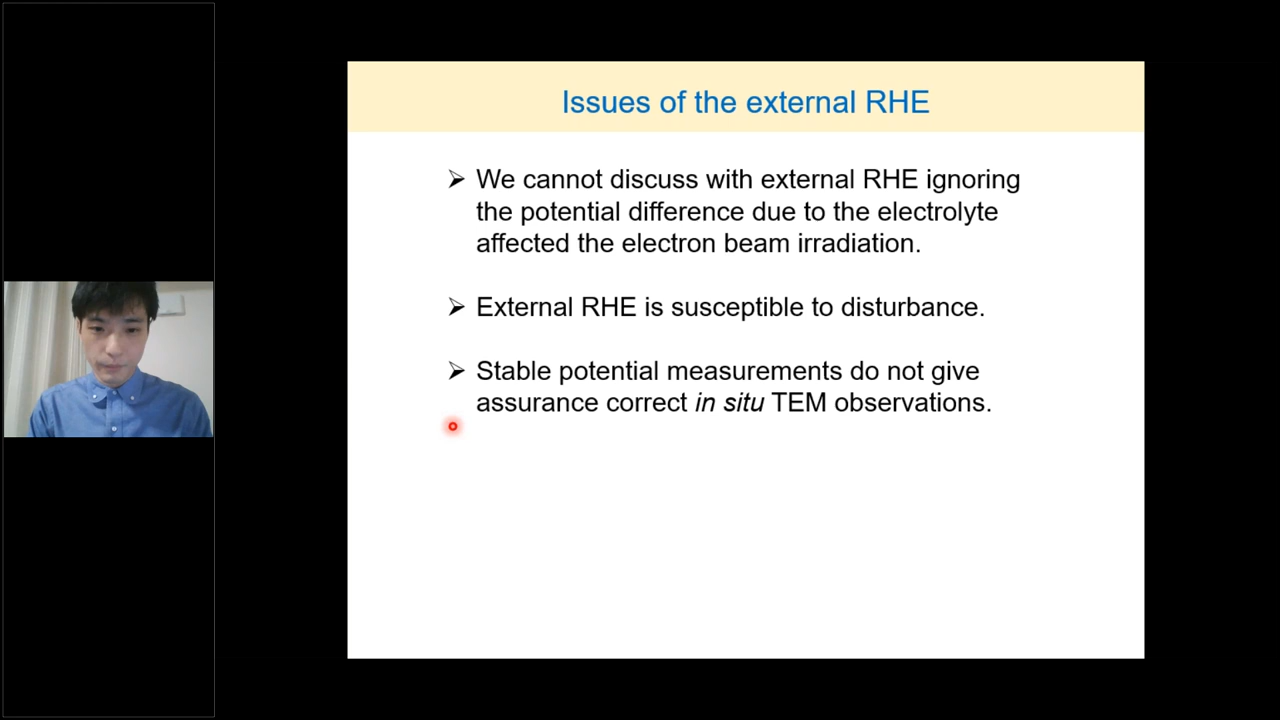 Issues of the external RHE
➢ We cannot discuss with external RHE ignoring
the potential difference due to the electrolyte
affected the electron beam irradiation.
➢ External RHE is susceptible to disturbance.
➢ Stable potential measurements do not give
assurance correct in situ TEM observations.